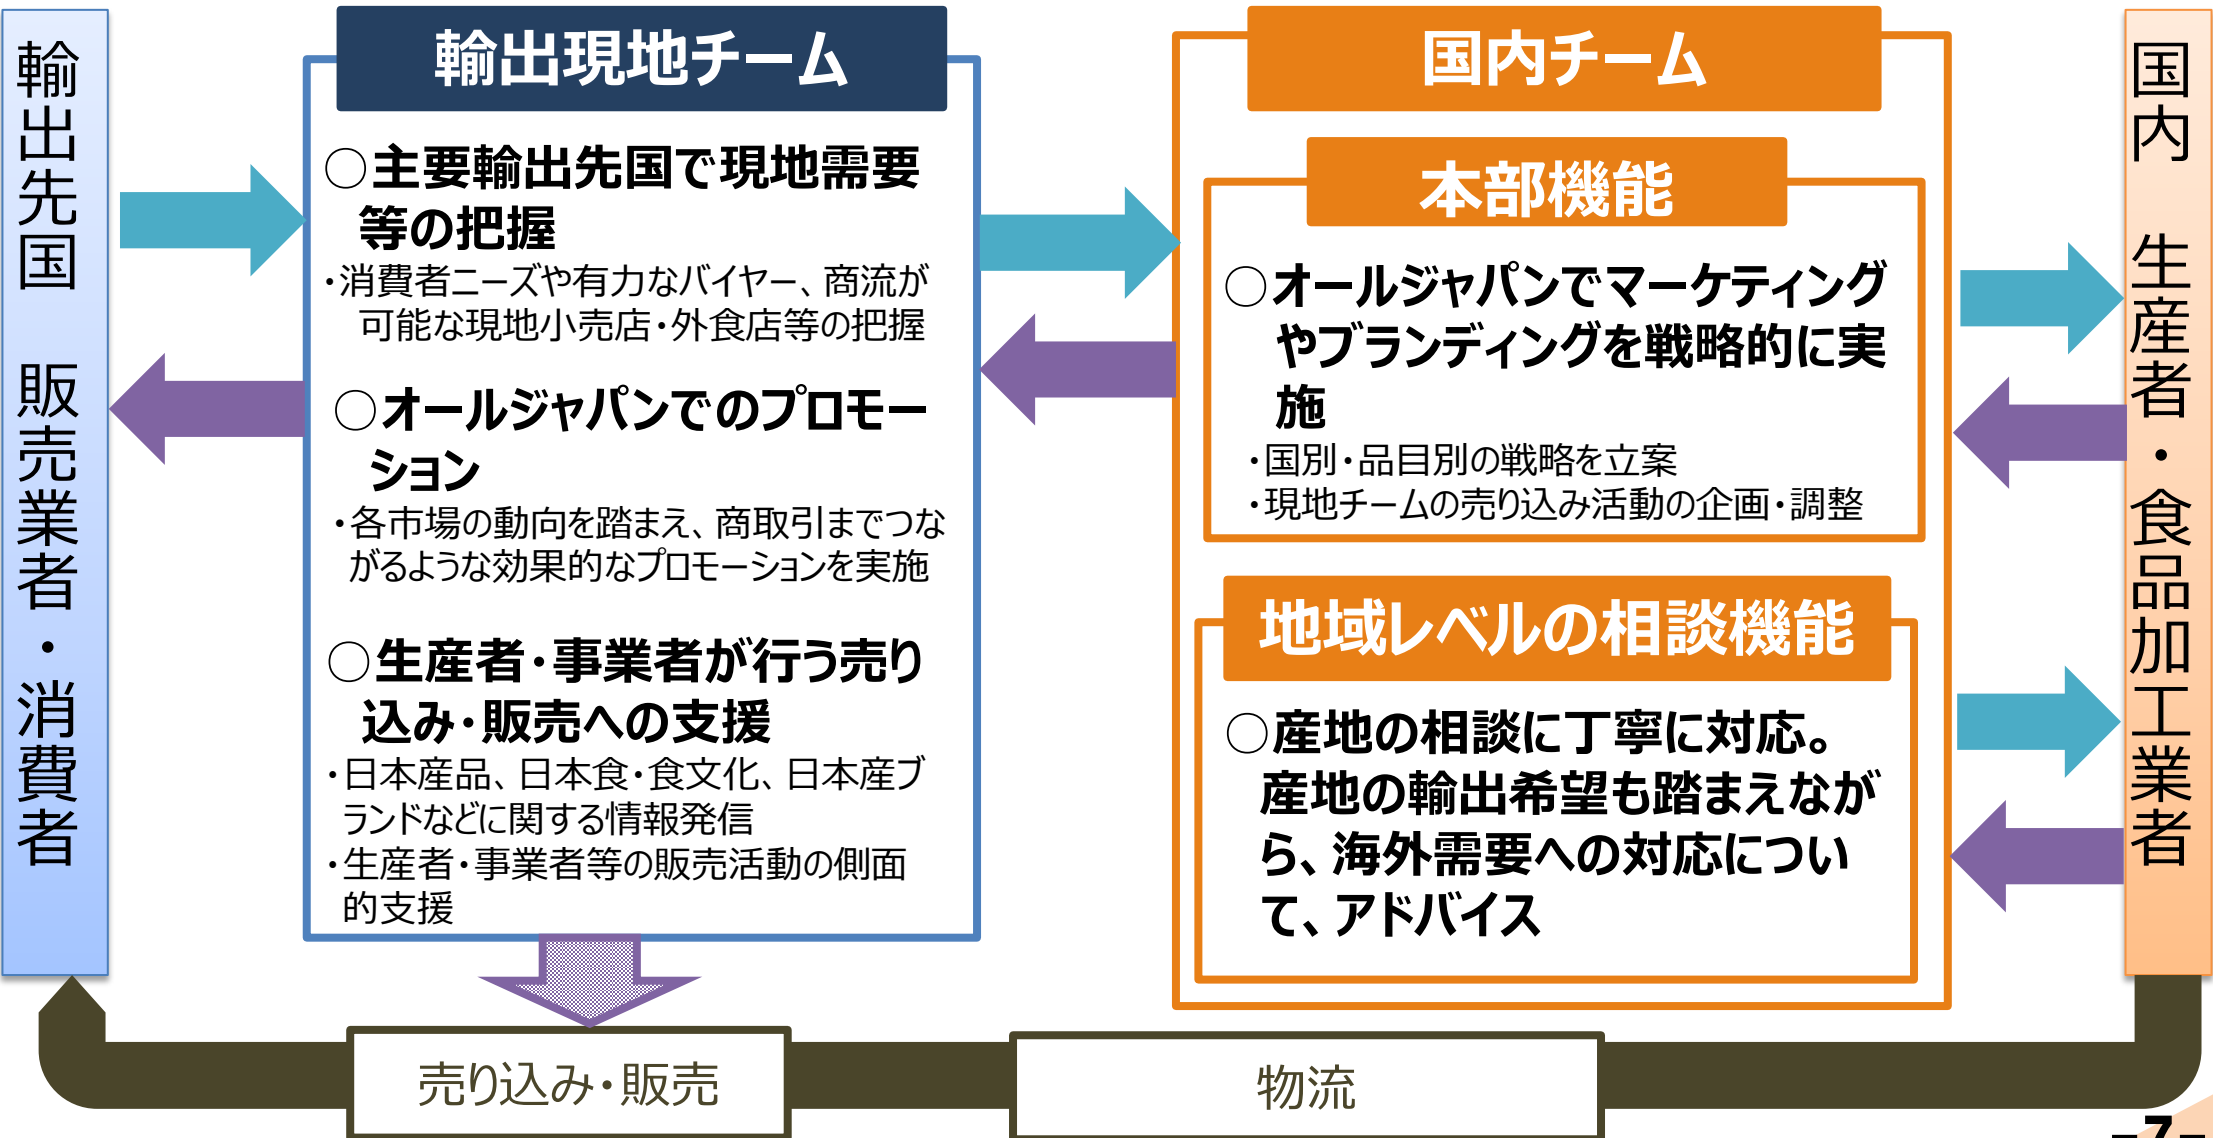 輸出先国　販売業者・消費者
輸出現地チーム
○主要輸出先国で現地需要
等の把握
・消費者ニーズや有力なバイヤー、商流が
可能な現地小売店・外食店等の把握
○オールジャパンでのプロモー
ション
・各市場の動向を踏まえ、商取引までつな
がるような効果的なプロモーションを実施
○生産者・事業者が行う売り
込み・販売への支援
・日本産品、日本食・食文化、日本産ブ
ランドなどに関する情報発信
・生産者・事業者等の販売活動の側面
的支援
国内チーム
本部機能
○オールジャパンでマーケティング
やブランディングを戦略的に実
施
・国別・品目別の戦略を立案
・現地チームの売り込み活動の企画・調整
地域レベルの相談機能
○産地の相談に丁寧に対応。
産地の輸出希望も踏まえなが
ら、海外需要への対応につい
て、アドバイス
国内　生産者・食品加工業者
売り込み・販売
物流
-7-